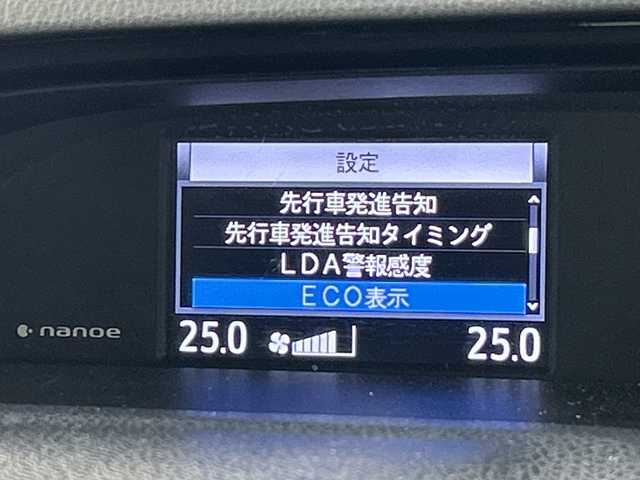 設定
先行車発進告知
先行車発進告知タイミング
LDA警報感度
ECO表示
25.0 25.0
nanoe